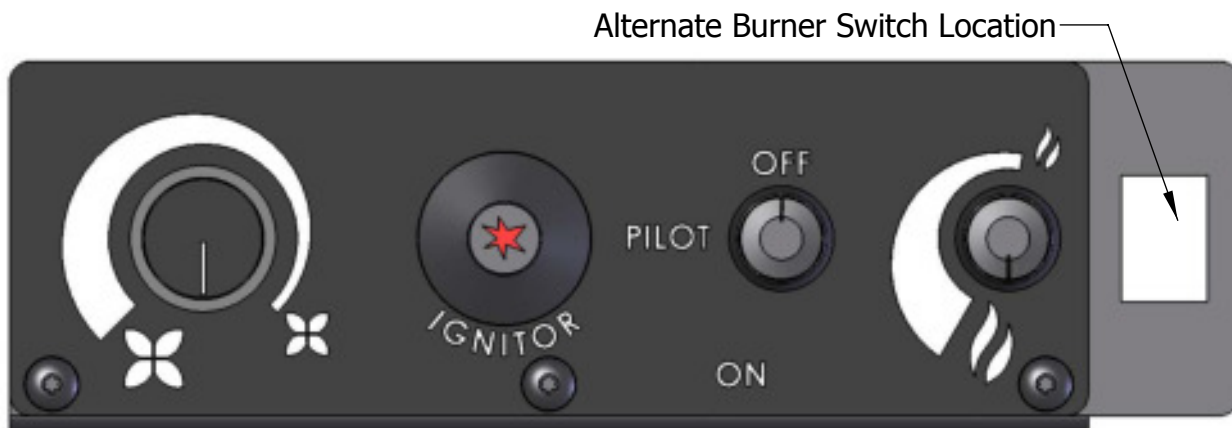 Alternate Burner Switch Location
OFF
PILOT
IGNITOR
ON